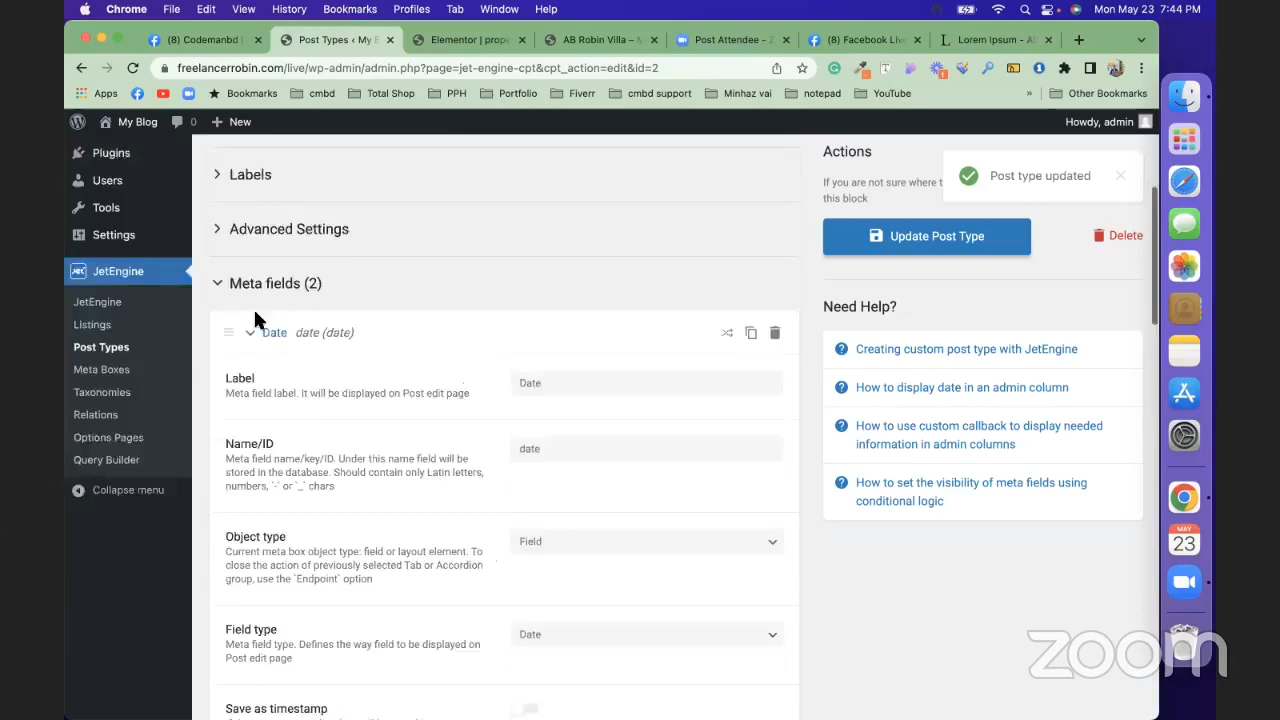 Chrome File Edit View History Bookmarks Profiles Tab Window Help Mon May 23 7:44 PM
(8) Codemanbd | Post Types < My B Elementor | prope AB Robin Villa – M Post Attendee - Z (8) Facebook Live Lorem Ipsum - A
freelancerrobin.com/live/wp-admin/admin.php?page=jet-engine-cpt&cpt_action=edit&id=2
Apps Bookmarks cmbd Total Shop PPH Portfolio Fiverr cmbd support Minhaz vai notepad YouTube » Other Bookmarks
My Blog 0 + New Howdy, admin
Plugins
Users
Tools
Settings
JetEngine
JetEngine
Listings
Post Types
Meta Boxes
Taxonomies
Relations
Options Pages
Query Builder
Collapse menu
Labels
Advanced Settings
Meta fields (2)
Date date (date)
Label
Meta field label. It will be displayed on Post edit page
Date
Name/ID
Meta field name/key/ID. Under this name field will be
stored in the database. Should contain only Latin letters,
numbers, `-` or `_` chars
date
Object type
Current meta box object type: field or layout element. To
close the action of previously selected Tab or Accordion
group, use the `Endpoint` option
Field
Field type
Meta field type. Defines the way field to be displayed on
Post edit page
Date
Save as timestamp
Actions
If you are not sure where t
this block
Post type updated
Update Post Type
Delete
Need Help?
Creating custom post type with JetEngine
How to display date in an admin column
How to use custom callback to display needed
information in admin columns
How to set the visibility of meta fields using
conditional logic
MAY
23
zoom